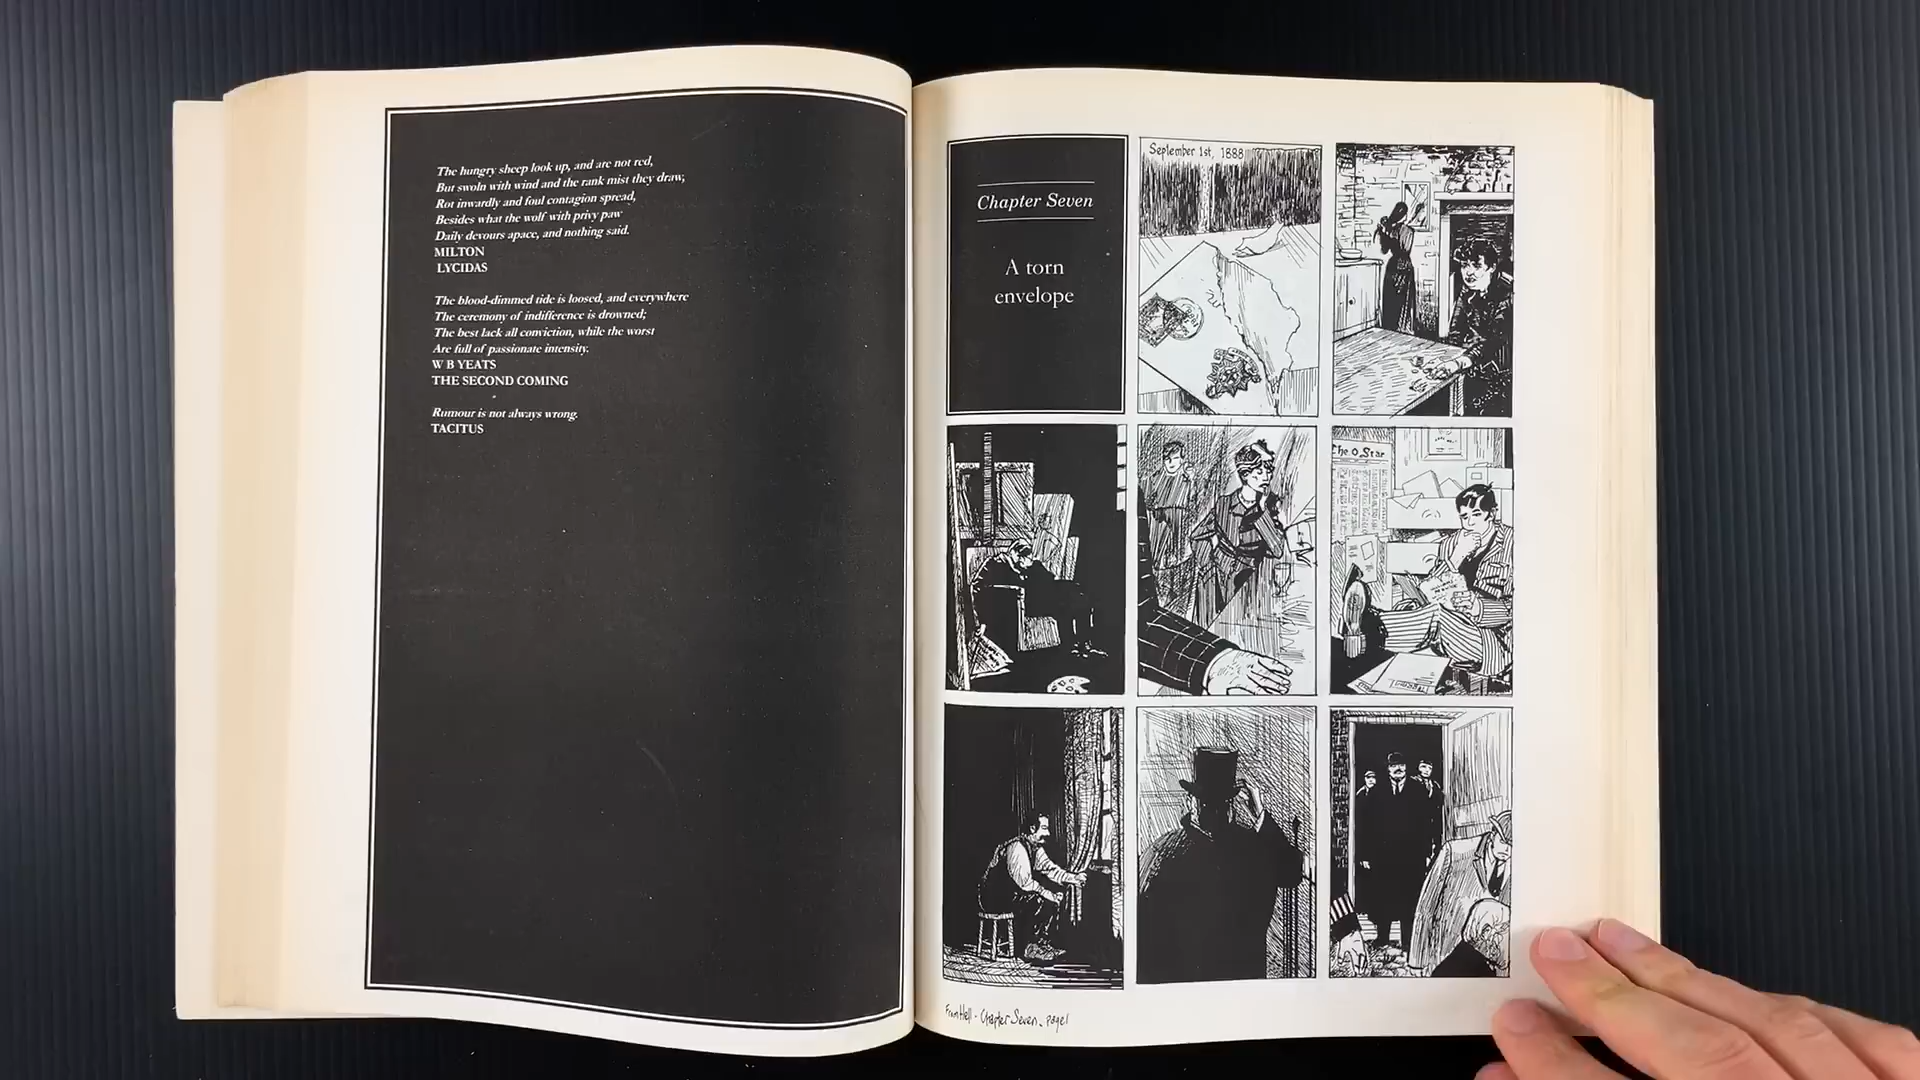 The hungry sheep look up, and are not red,
But swoln with wind and the rank mist they draw;
Rot inwardly and foul contagion spread,
Besides what the wolf with privy paw
Daily devours apace, and nothing said.
MILTON
LYCIDAS
The blood-dimmed tide is loosed, and everywhere
The ceremony of indifference is drowned;
The best lack all conviction, while the worst
Are full of passionate intensity.
W B YEATS
THE SECOND COMING
Rumour is not always wrong.
TACITUS
Chapter Seven
A torn
envelope
September 1st, 1888
The Star
From Hell - Chapter Seven. page 1